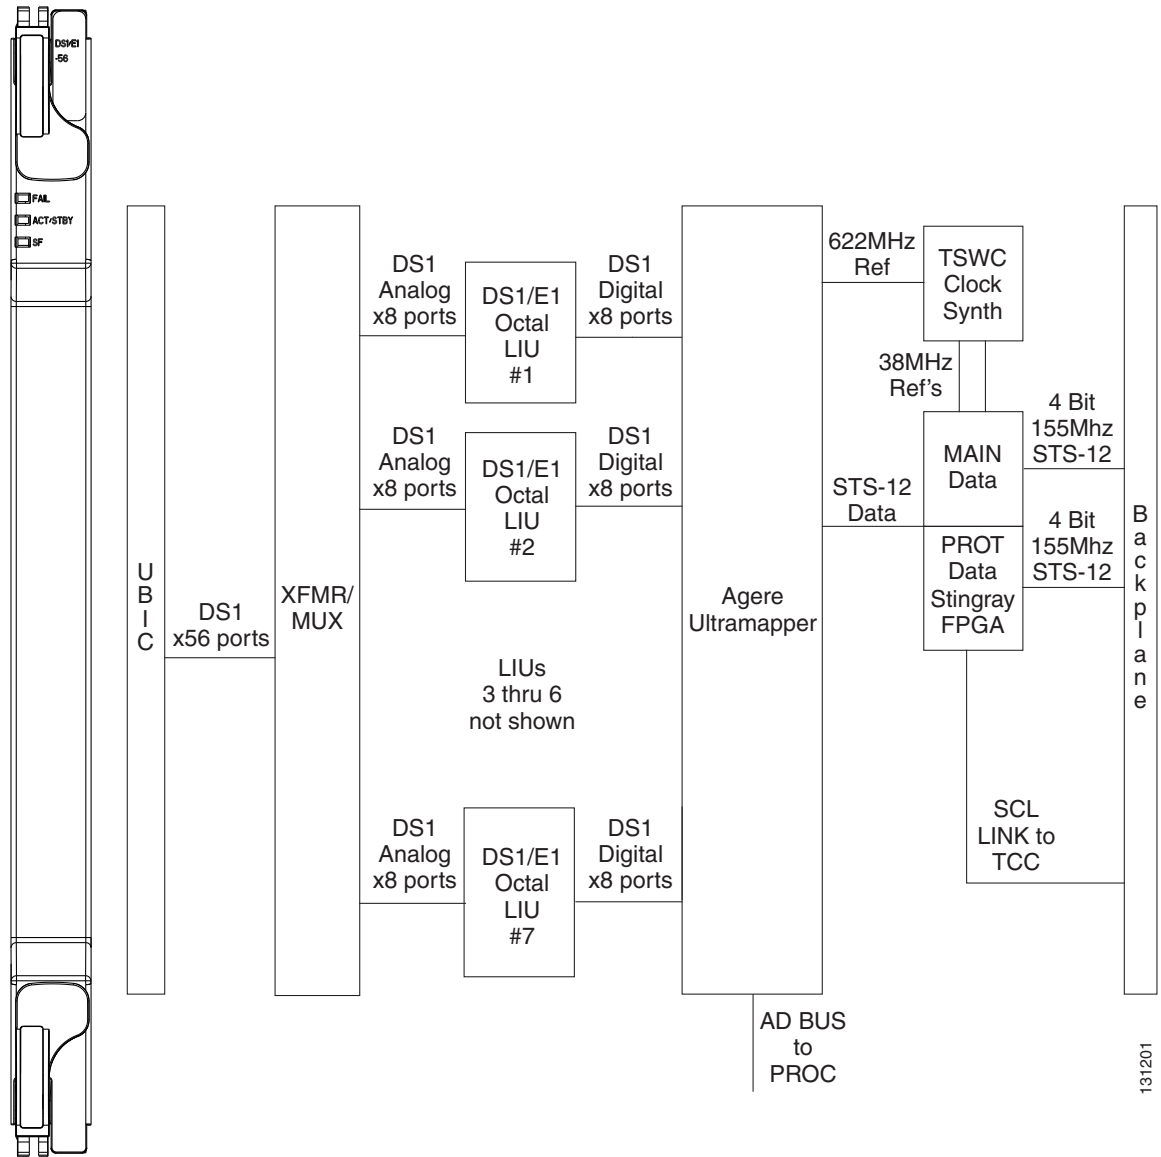 DS1/E1
-56
FAIL
ACT/STBY
SF
U
B
I
C
DS1
x56 ports
XFMR/
MUX
DS1
Analog
x8 ports
DS1/E1
Octal
LIU
#1
DS1
Digital
x8 ports
DS1
Analog
x8 ports
DS1/E1
Octal
LIU
#2
DS1
Digital
x8 ports
LIUs
3 thru 6
not shown
DS1
Analog
x8 ports
DS1/E1
Octal
LIU
#7
DS1
Digital
x8 ports
Agere
Ultramapper
AD BUS
to
PROC
622MHz
Ref
TSWC
Clock
Synth
38MHz
Ref's
STS-12
Data
MAIN
Data
PROT
Data
Stingray
FPGA
4 Bit
155Mhz
STS-12
4 Bit
155Mhz
STS-12
SCL
LINK to
TCC
B
a
c
k
p
l
a
n
e
131201